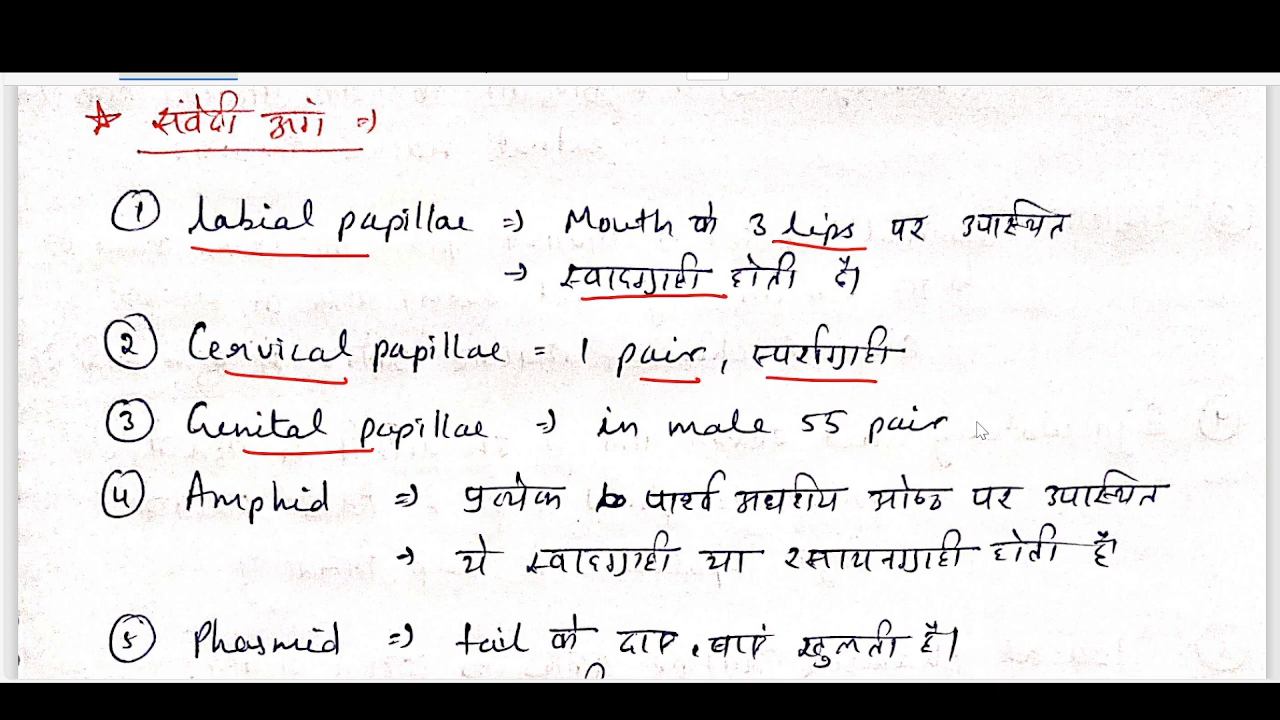 ☆ संवेदी अगं =>
① Labial papillae => Mouth के 3 lips पर उपस्थित
→ स्वादग्राही होती है।
② Cervical papillae = 1 pair, स्पर्शग्राही
③ Genital papillae => in male 55 pair
④ Amphid => प्रत्येक पार्श्व अधरीय ओष्ठ पर उपस्थित
→ ये स्वादग्राही या रसायनग्राही होती है
⑤ Phasmid => tail के दाए, बाएं खुलती है।